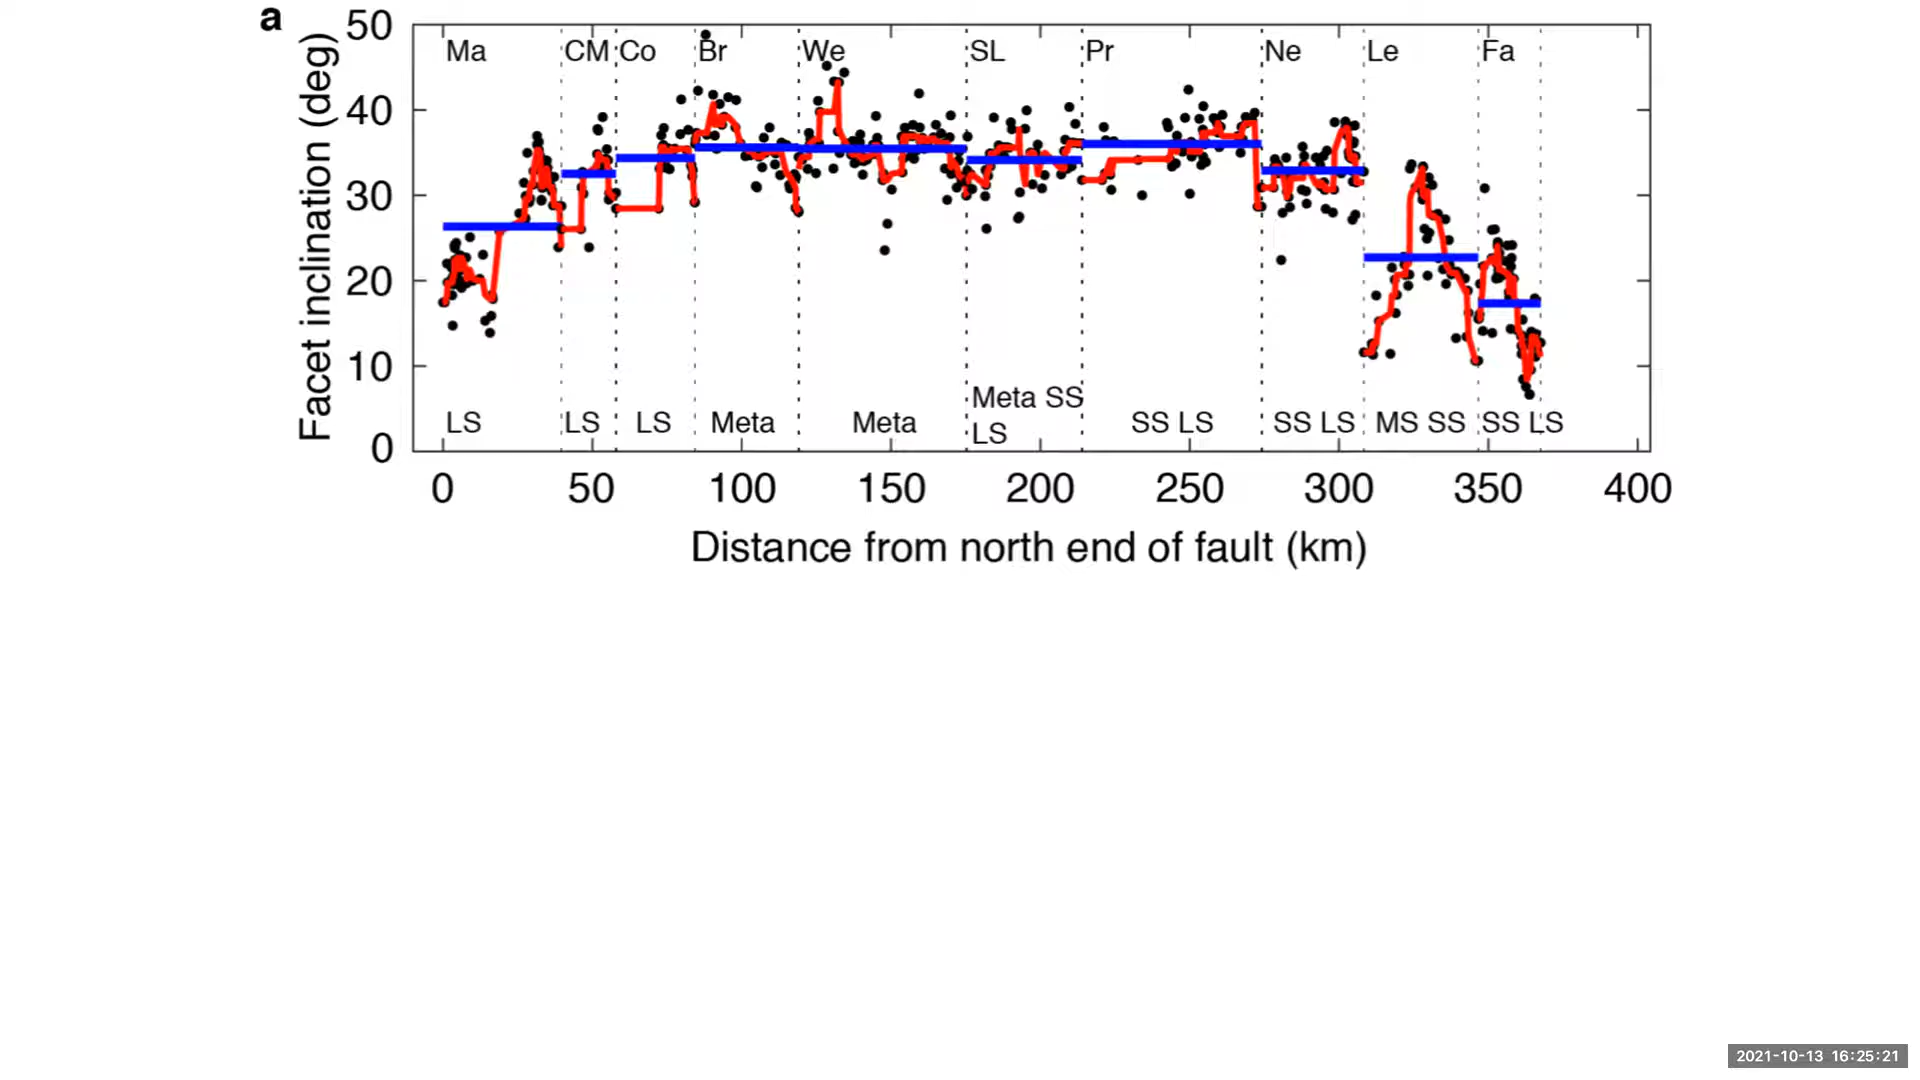 a
Facet inclination (deg)
50
40
30
20
10
0
Ma CM Co Br We SL Pr Ne Le Fa
LS LS LS Meta Meta Meta SS LS SS LS SS LS MS SS SS LS
0 50 100 150 200 250 300 350 400
Distance from north end of fault (km)
2021-10-13 16:25:21